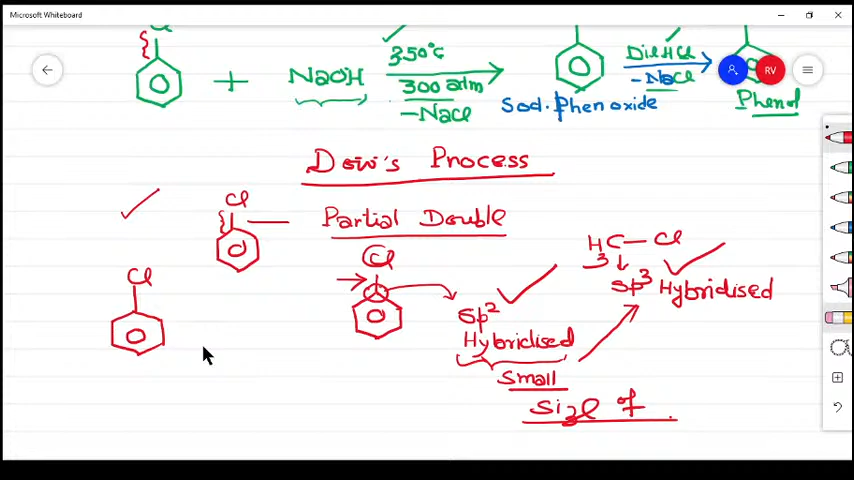 Microsoft Whiteboard
RV
+ NaOH 350°c Dil HCl
300 atm - NaCl
- NaCl Sod. Phenoxide Phenol
Dow's Process
Cl
Partial Double
H3C - Cl
Cl
Cl
Sp3 Hybridised
Sp2
Hybridised
Small
Size of